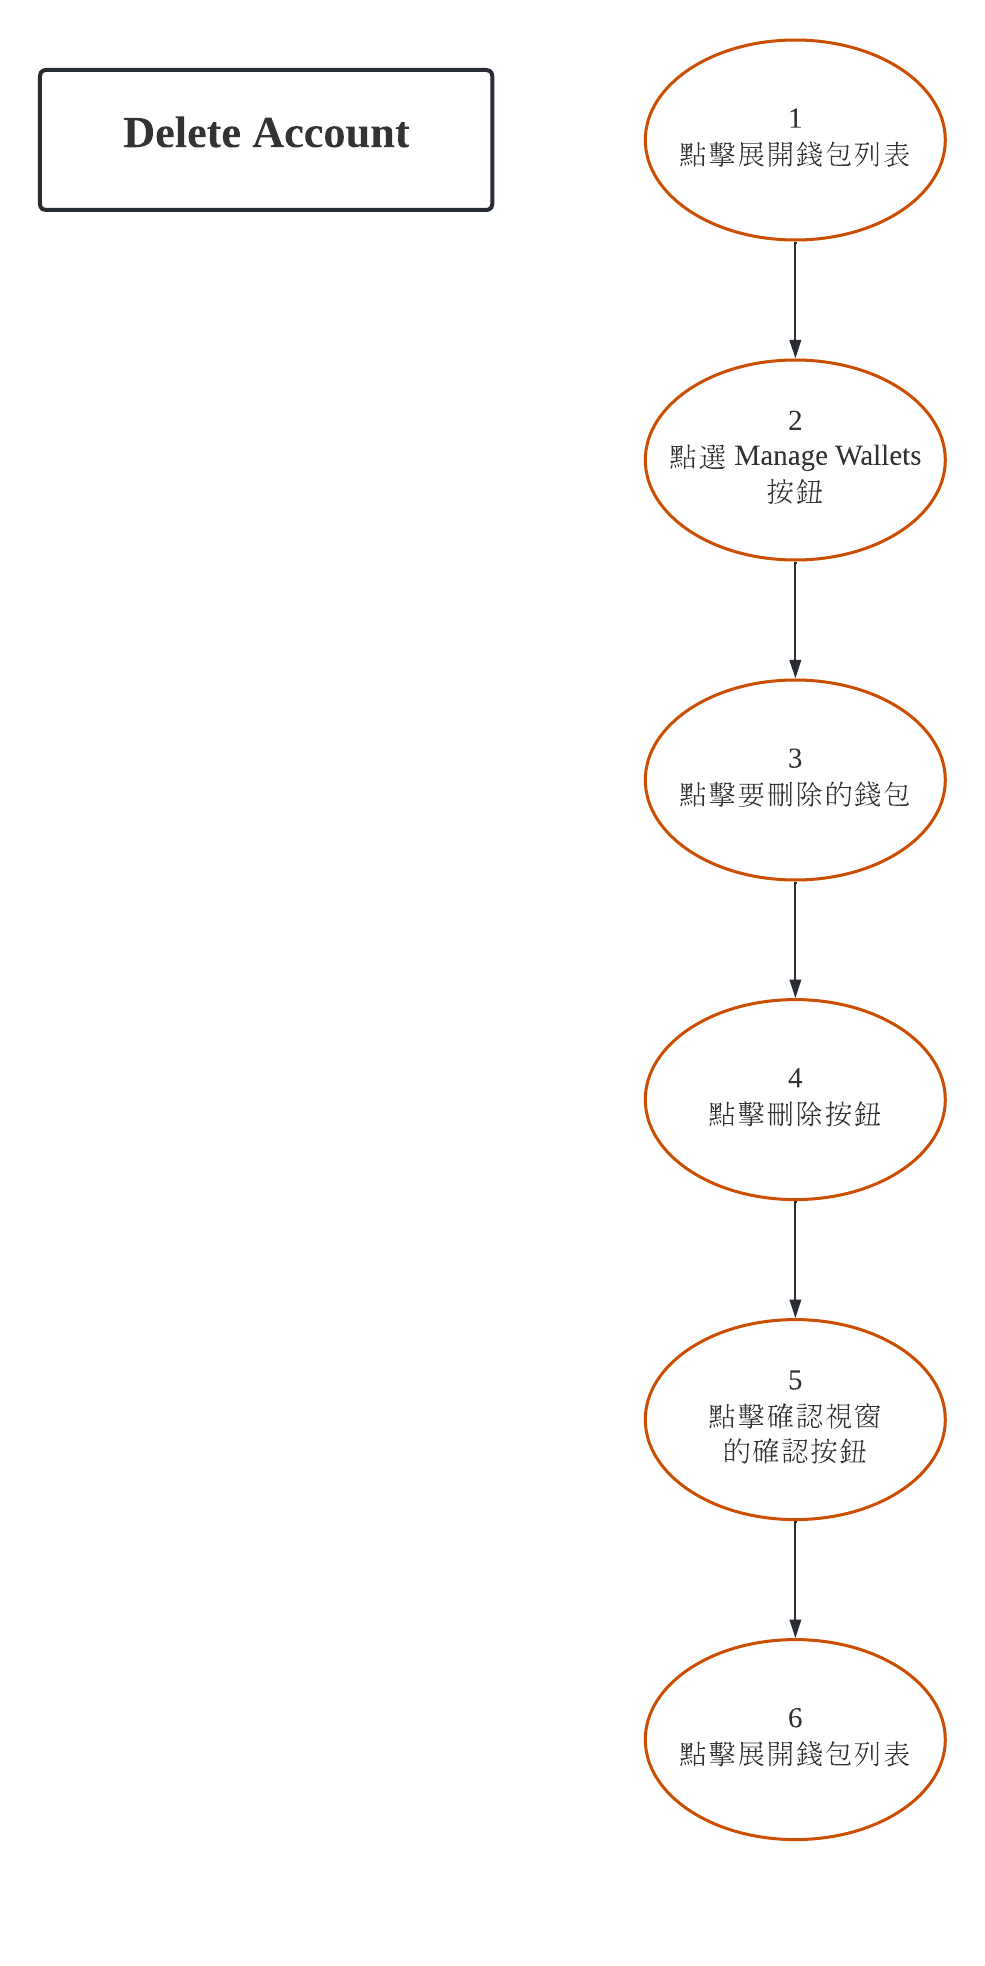 Delete Account
1
點擊展開錢包列表
2
點選 Manage Wallets
按鈕
3
點擊要刪除的錢包
4
點擊刪除按鈕
5
點擊確認視窗
的確認按鈕
6
點擊展開錢包列表